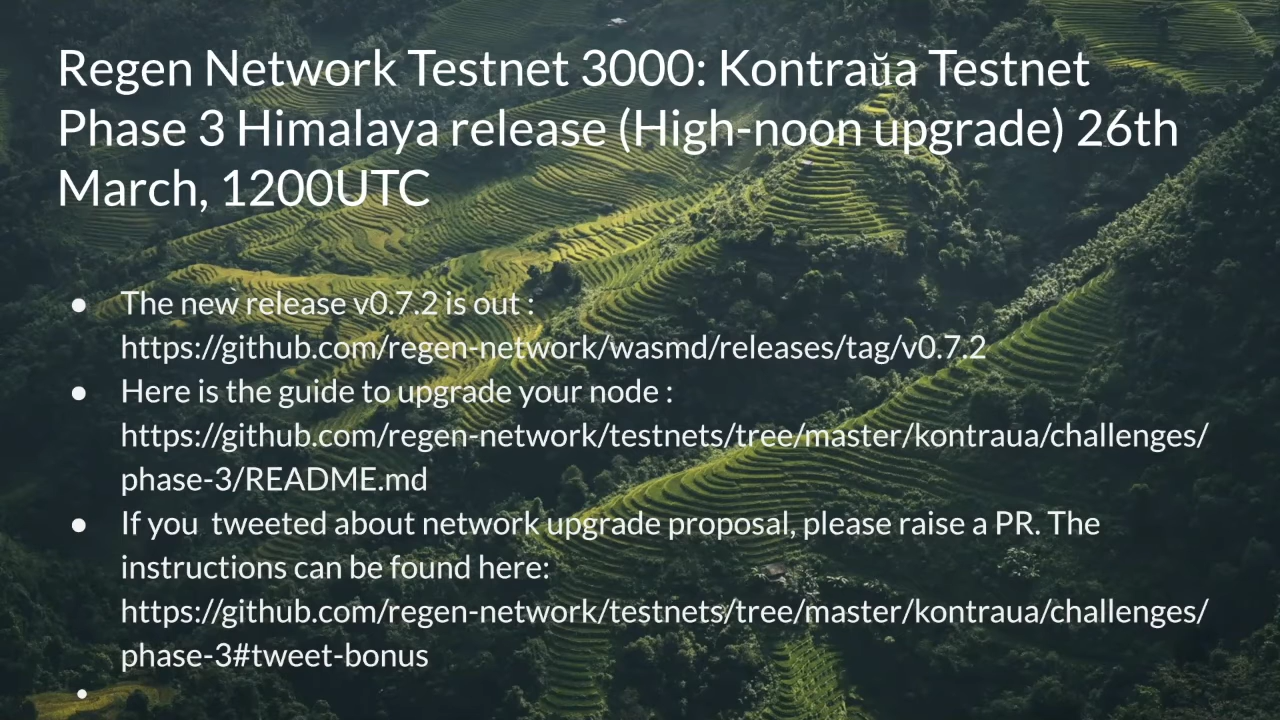 Regen Network Testnet 3000: Kontraŭa Testnet
Phase 3 Himalaya release (High-noon upgrade) 26th
March, 1200UTC
● The new release v0.7.2 is out :
https://github.com/regen-network/wasmd/releases/tag/v0.7.2
● Here is the guide to upgrade your node :
https://github.com/regen-network/testnets/tree/master/kontraua/challenges/
phase-3/README.md
● If you  tweeted about network upgrade proposal, please raise a PR. The
instructions can be found here:
https://github.com/regen-network/testnets/tree/master/kontraua/challenges/
phase-3#tweet-bonus
●